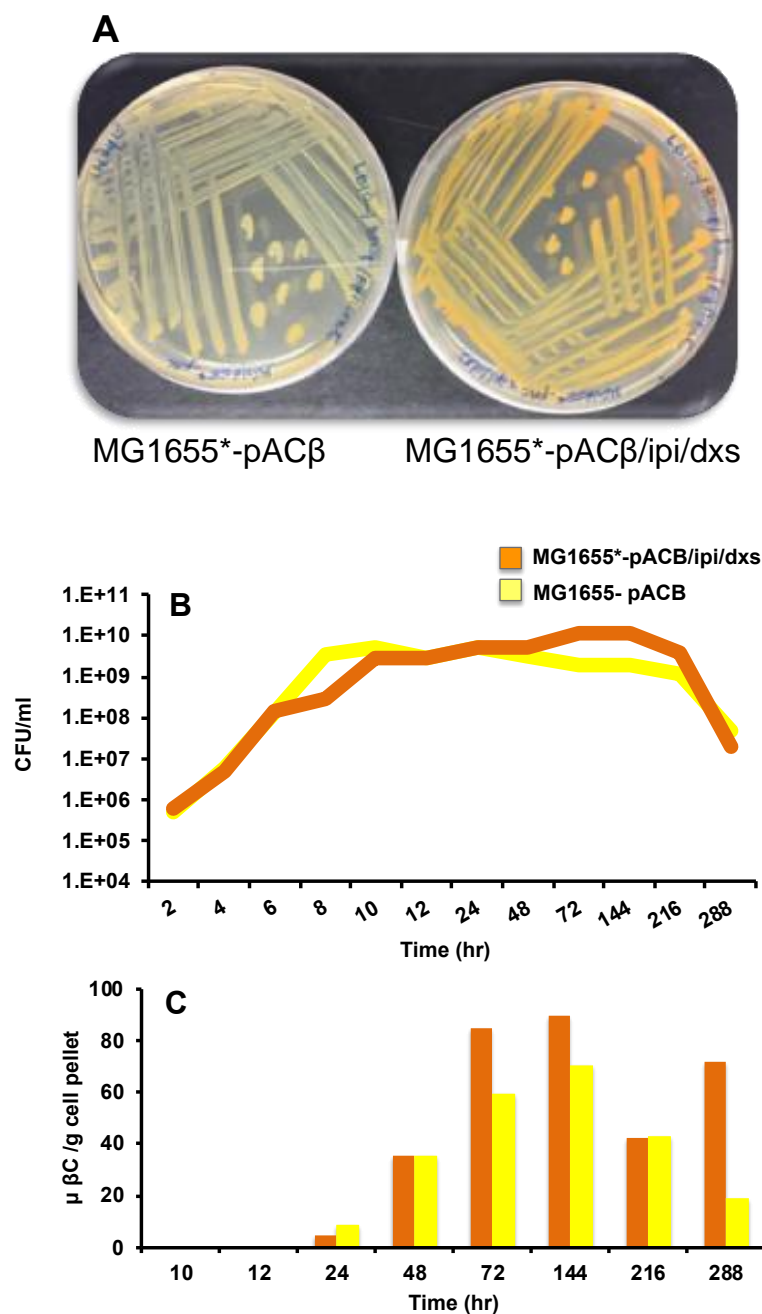 A
MG1655*-pACβ
MG1655*-pACβ/ipi/dxs
MG1655*-pACB/ipi/dxs
MG1655- pACB
B
1.E+11
1.E+10
1.E+09
1.E+08
1.E+07
1.E+06
1.E+05
1.E+04
CFU/ml
2 4 6 8 10 12 24 48 72 144 216 288
Time (hr)
C
100
80
60
40
20
0
μ βC /g cell pellet
10 12 24 48 72 144 216 288
Time (hr)